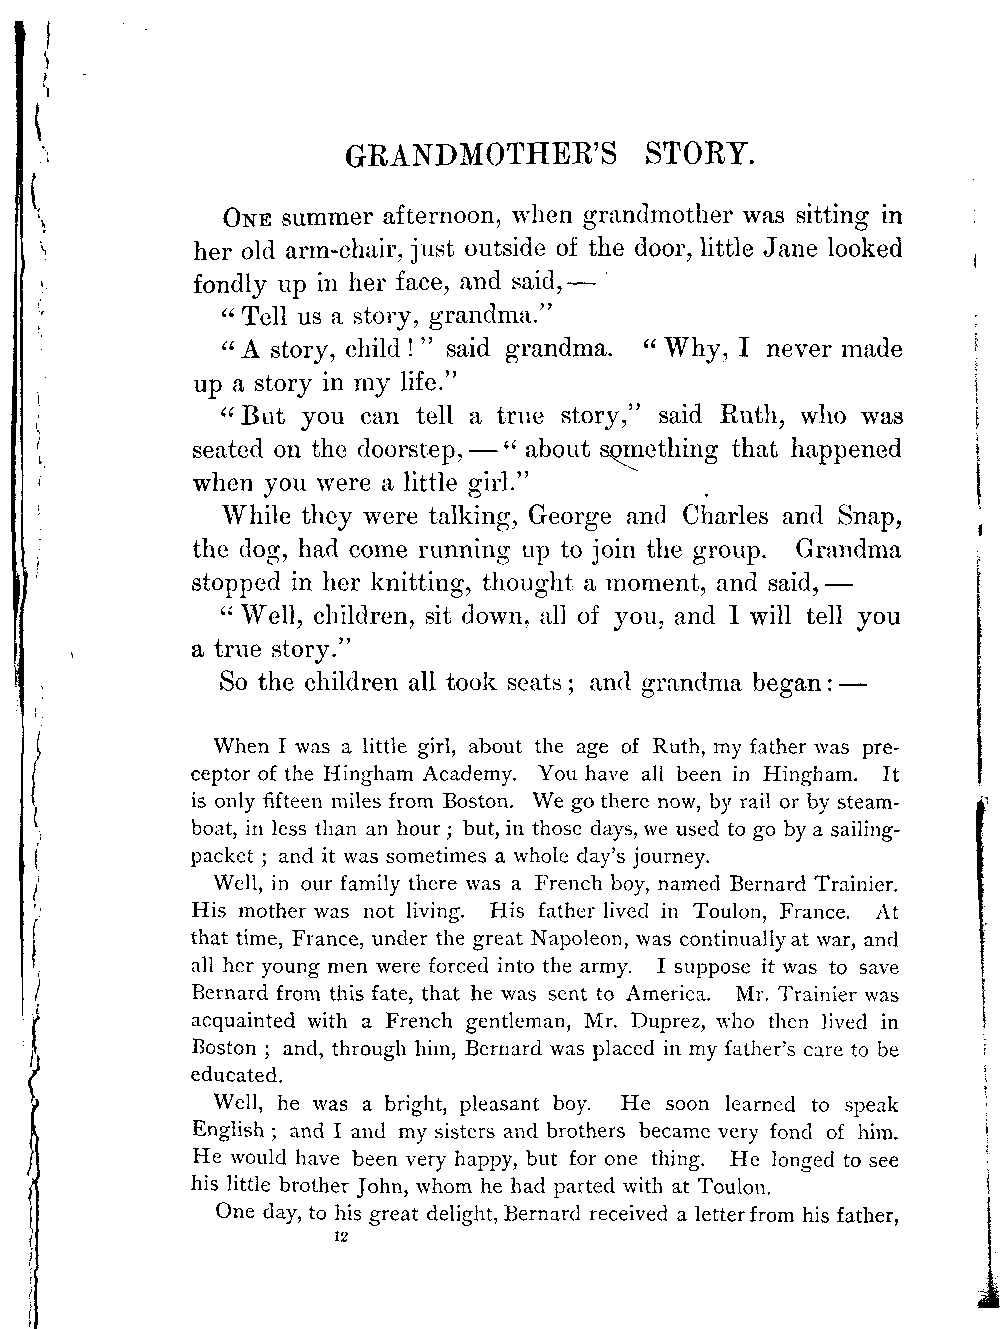 GRANDMOTHER'S STORY.
ONE summer afternoon, when grandmother was sitting in
her old arm-chair, just outside of the door, little Jane looked
fondly up in her face, and said,—
“Tell us a story, grandma.”
“A story, child!” said grandma. “Why, I never made
up a story in my life.”
“But you can tell a true story,” said Ruth, who was
seated on the doorstep,—“about something that happened
when you were a little girl.”
While they were talking, George and Charles and Snap,
the dog, had come running up to join the group. Grandma
stopped in her knitting, thought a moment, and said,—
“Well, children, sit down, all of you, and I will tell you
a true story.”
So the children all took seats; and grandma began:—
When I was a little girl, about the age of Ruth, my father was pre-
ceptor of the Hingham Academy. You have all been in Hingham. It
is only fifteen miles from Boston. We go there now, by rail or by steam-
boat, in less than an hour; but, in those days, we used to go by a sailing-
packet; and it was sometimes a whole day's journey.
Well, in our family there was a French boy, named Bernard Trainier.
His mother was not living. His father lived in Toulon, France. At
that time, France, under the great Napoleon, was continually at war, and
all her young men were forced into the army. I suppose it was to save
Bernard from this fate, that he was sent to America. Mr. Trainier was
acquainted with a French gentleman, Mr. Duprez, who then lived in
Boston; and, through him, Bernard was placed in my father's care to be
educated.
Well, he was a bright, pleasant boy. He soon learned to speak
English; and I and my sisters and brothers became very fond of him.
He would have been very happy, but for one thing. He longed to see
his little brother John, whom he had parted with at Toulon.
One day, to his great delight, Bernard received a letter from his father,
12